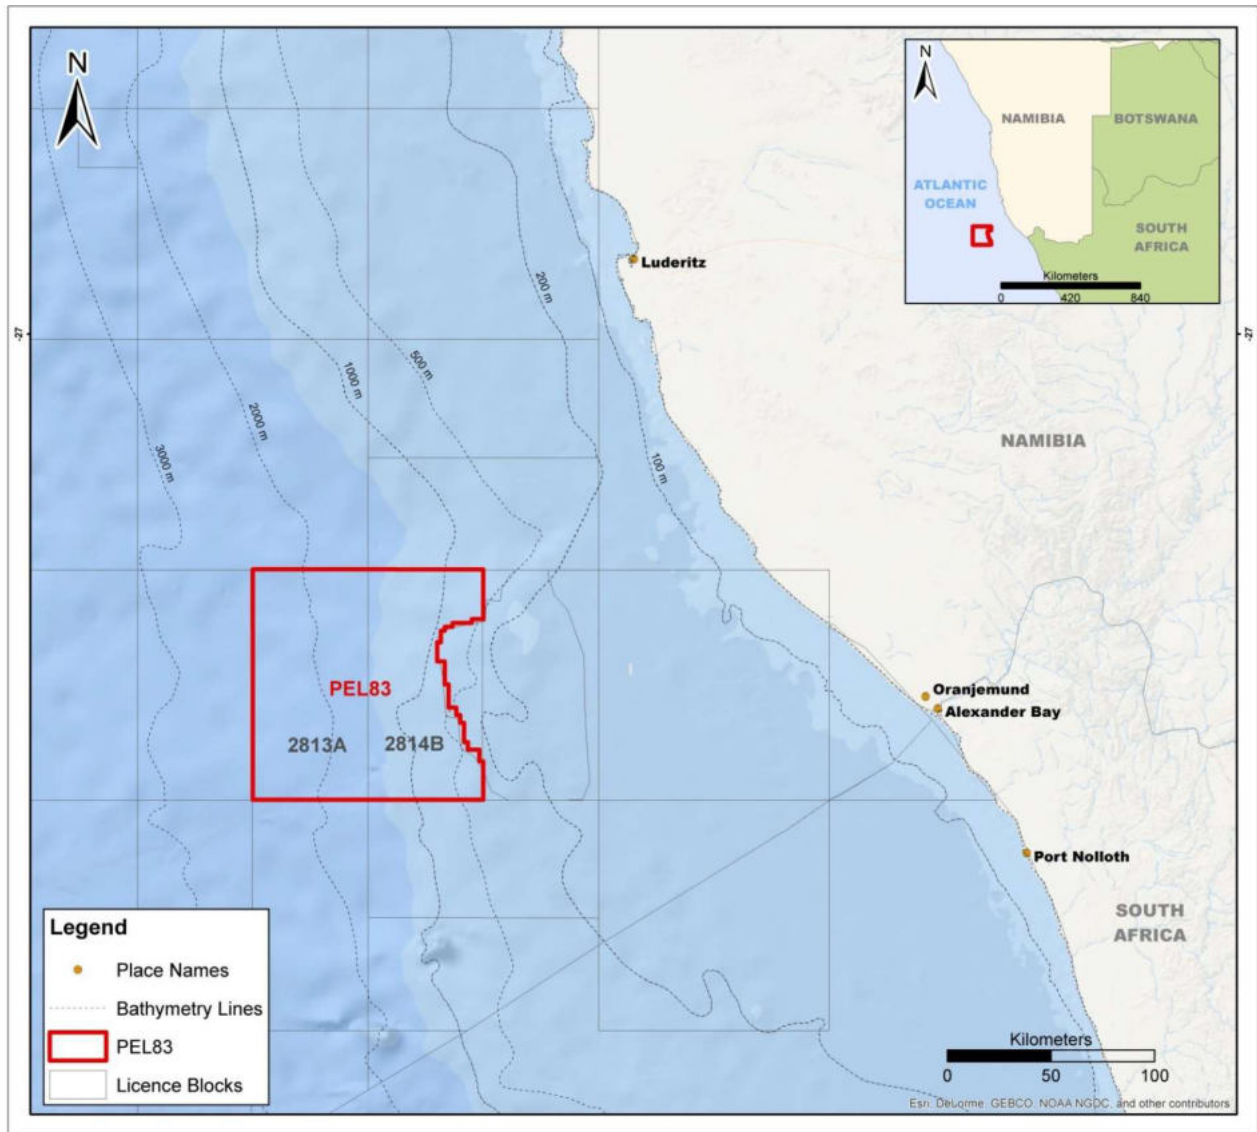 N
N
NAMIBIA
BOTSWANA
ATLANTIC
OCEAN
SOUTH
AFRICA
Kilometers
0 420 840
Luderitz
200 m
-27
-27
500 m
1000 m
2000 m
3000 m
100 m
NAMIBIA
PEL83
2813A
2814B
Oranjemund
Alexander Bay
Port Nolloth
SOUTH
AFRICA
Legend
Place Names
Bathymetry Lines
PEL83
Licence Blocks
Kilometers
0 50 100
Esri, DeLorme, GEBCO, NOAA NGDC, and other contributors